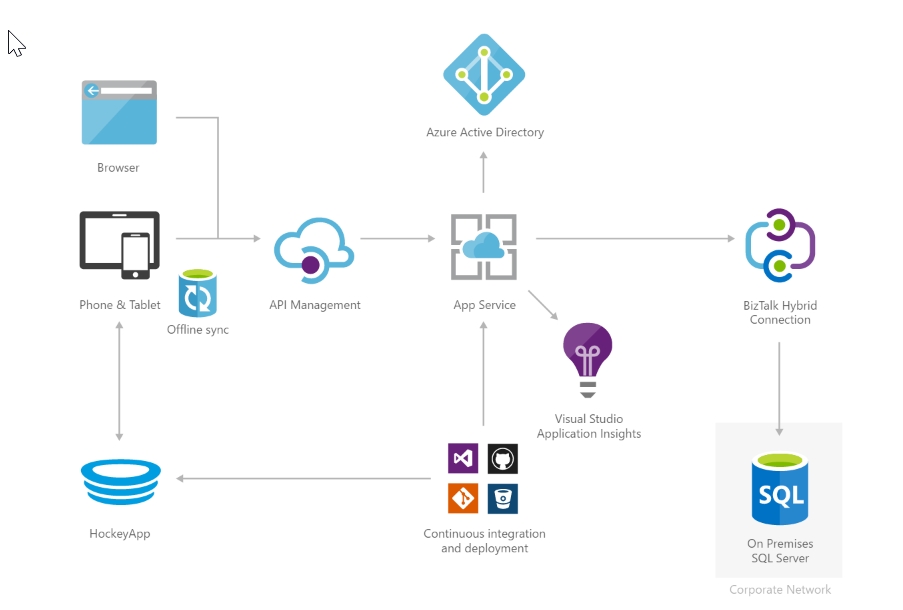 Azure Active Directory
Browser
Phone & Tablet
Offline sync
API Management
App Service
BizTalk Hybrid
Connection
Visual Studio
Application Insights
HockeyApp
Continuous integration
and deployment
SQL
On Premises
SQL Server
Corporate Network